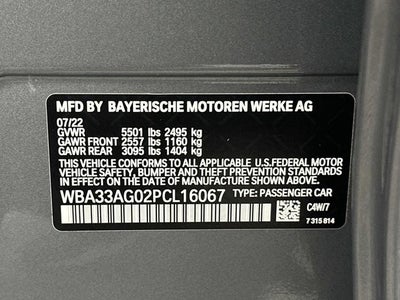 MFD BY BAYERISCHE MOTOREN WERKE AG
07/22
GVWR 5501 lbs 2495 kg
GAWR FRONT 2557 lbs 1160 kg
GAWR REAR 3095 lbs 1404 kg
THIS VEHICLE CONFORMS TO ALL APPLICABLE U.S.FEDERAL MOTOR
VEHICLE SAFETY, BUMPER AND THEFT PREVENTION STANDARDS
IN EFFECT ON THE DATE OF MANUFACTURE SHOWN ABOVE.
WBA33AG02PCL16067 TYPE: PASSENGER CAR
C4W/7
7 315 814